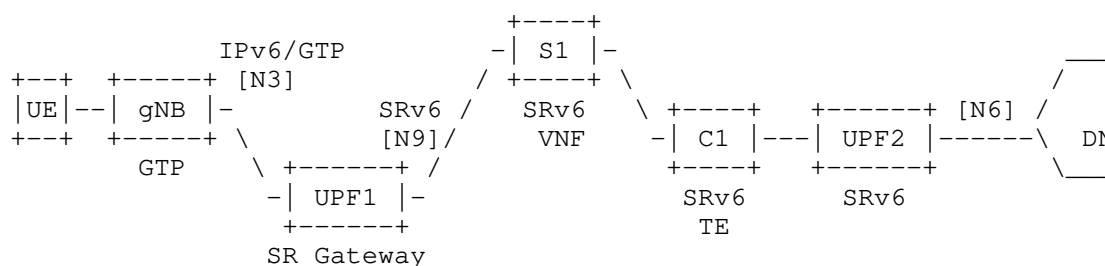 S1
IPv6/GTP
[N3]
UE gNB SRv6 SRv6 [N6]
[N9] VNF C1 UPF2 DN
GTP
UPF1 SRv6 SRv6
TE
SR Gateway